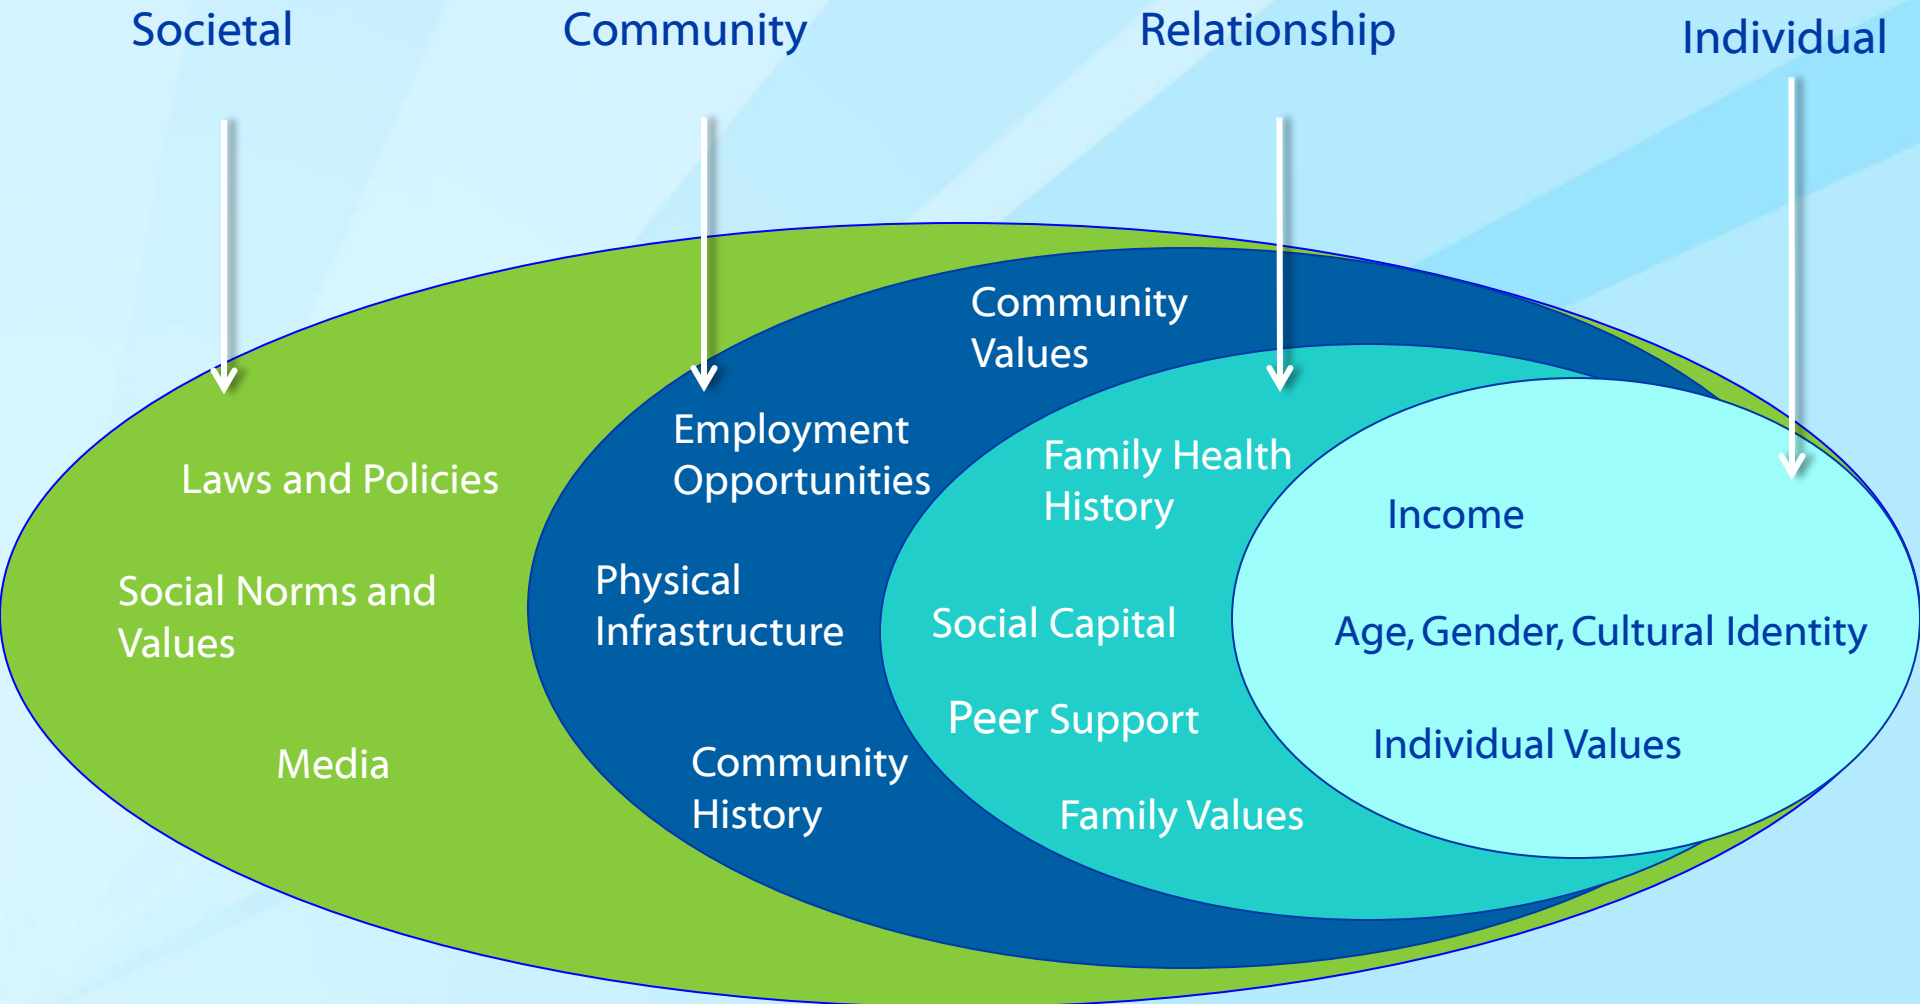 Societal
Community
Relationship
Individual
Laws and Policies
Social Norms and
Values
Media
Community
Values
Employment
Opportunities
Physical
Infrastructure
Community
History
Family Health
History
Social Capital
Peer Support
Family Values
Income
Age, Gender, Cultural Identity
Individual Values